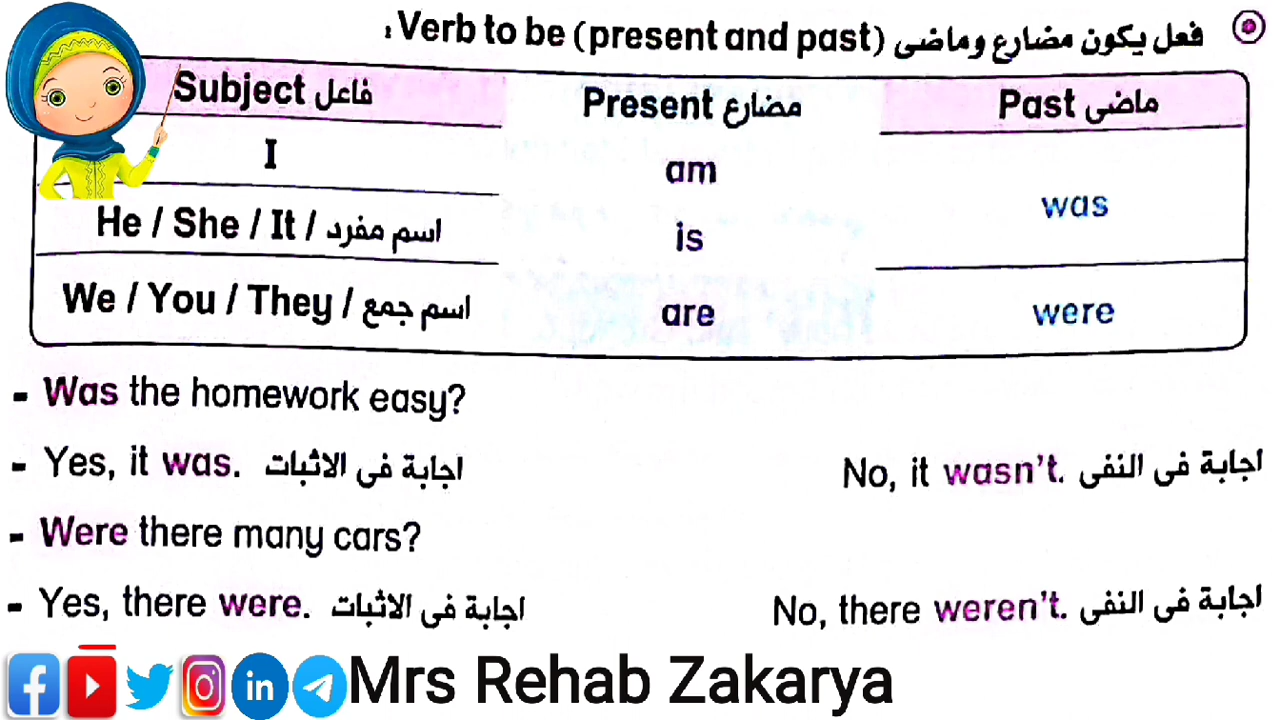 فعل يكون مضارع وماضى Verb to be (present and past) :
Subject فاعل Present مضارع Past ماضى
I am was
He / She / It / اسم مفرد is
We / You / They / اسم جمع are were
- Was the homework easy?
- Yes, it was. اجابة فى الاثبات No, it wasn't. اجابة فى النفى
- Were there many cars?
- Yes, there were. اجابة فى الاثبات No, there weren't. اجابة فى النفى
Mrs Rehab Zakarya